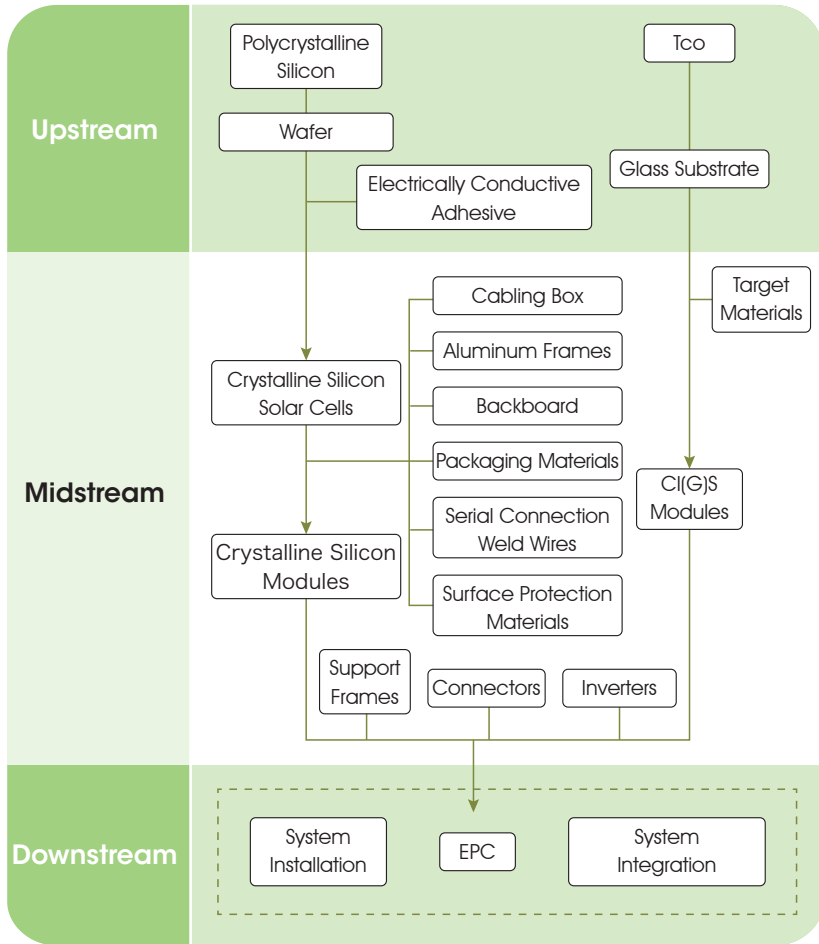 Upstream
Polycrystalline
Silicon
Tco
Wafer
Glass Substrate
Electrically Conductive
Adhesive
Midstream
Cabling Box
Target
Materials
Aluminum Frames
Crystalline Silicon
Solar Cells
Backboard
Packaging Materials
CI(G)S
Modules
Serial Connection
Weld Wires
Crystalline Silicon
Modules
Surface Protection
Materials
Support
Frames
Connectors
Inverters
Downstream
System
Installation
EPC
System
Integration